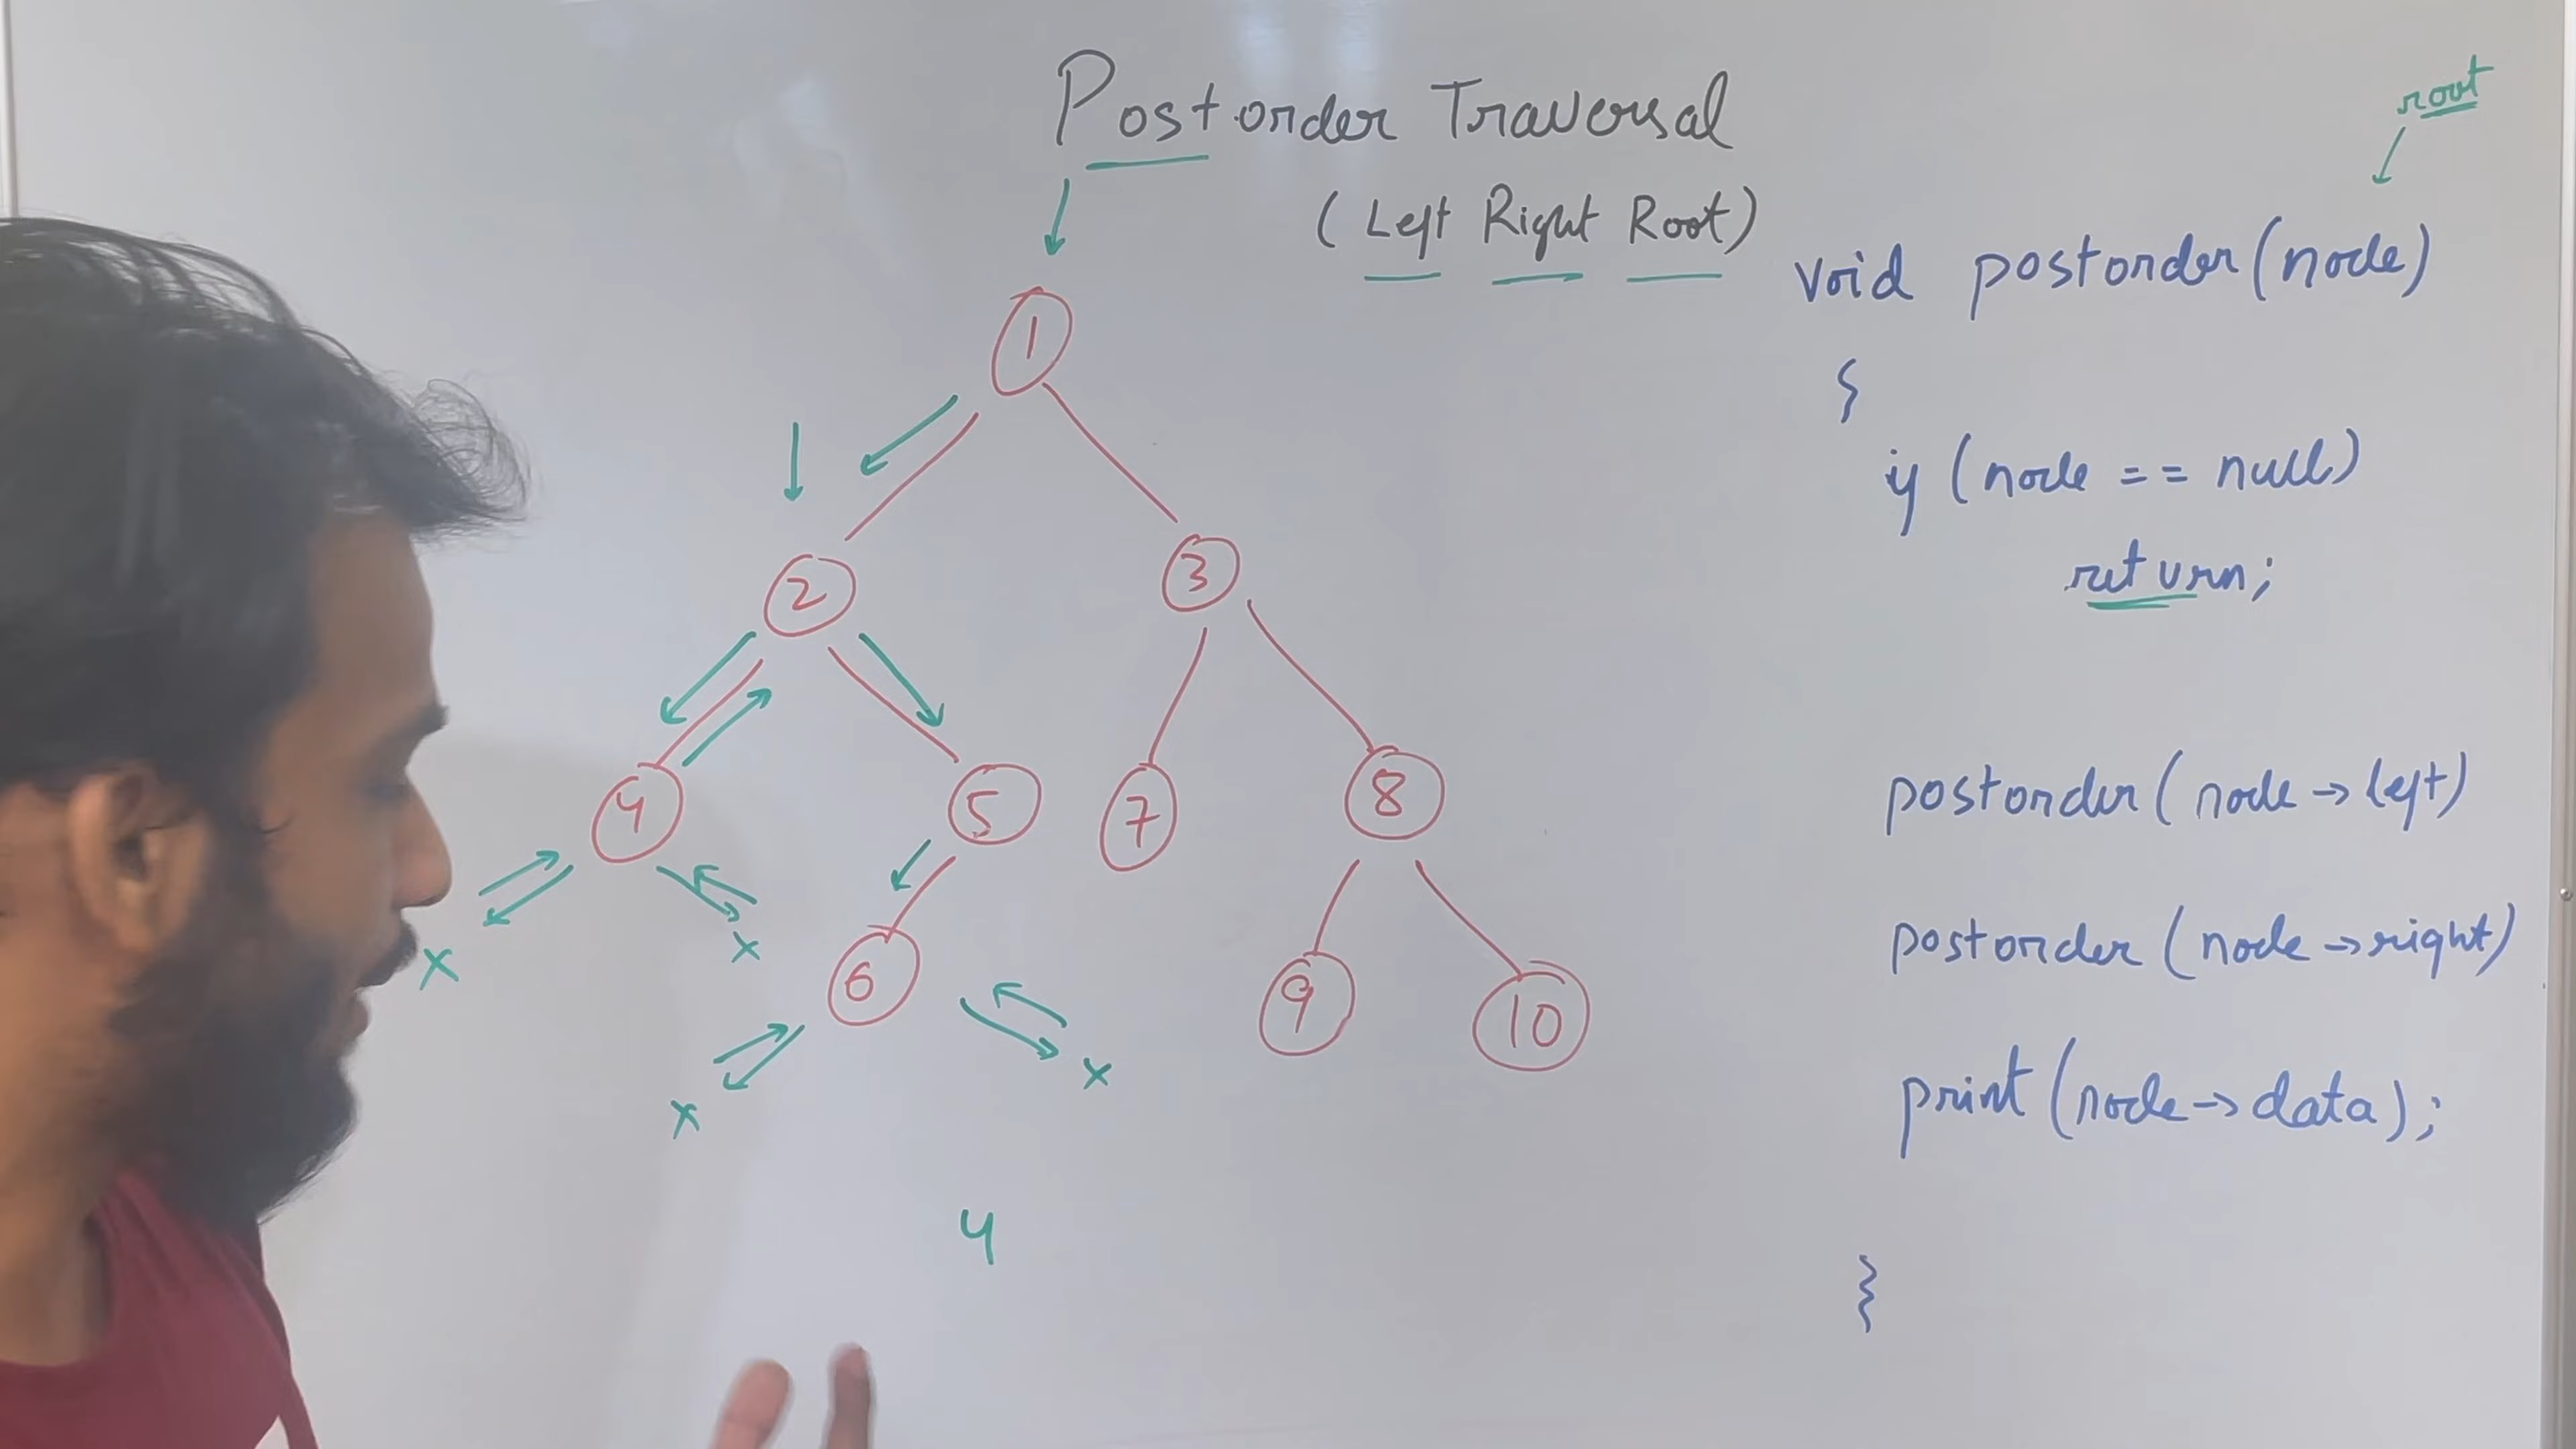 Postorder Traversal
(Left Right Root)
1
2
3
4
5
7
8
6
9
10
x
x
x
x
4
root
void postorder(node)
{
if (node == null)
return;
postorder(node → left)
postorder(node → right)
print(node → data);
}